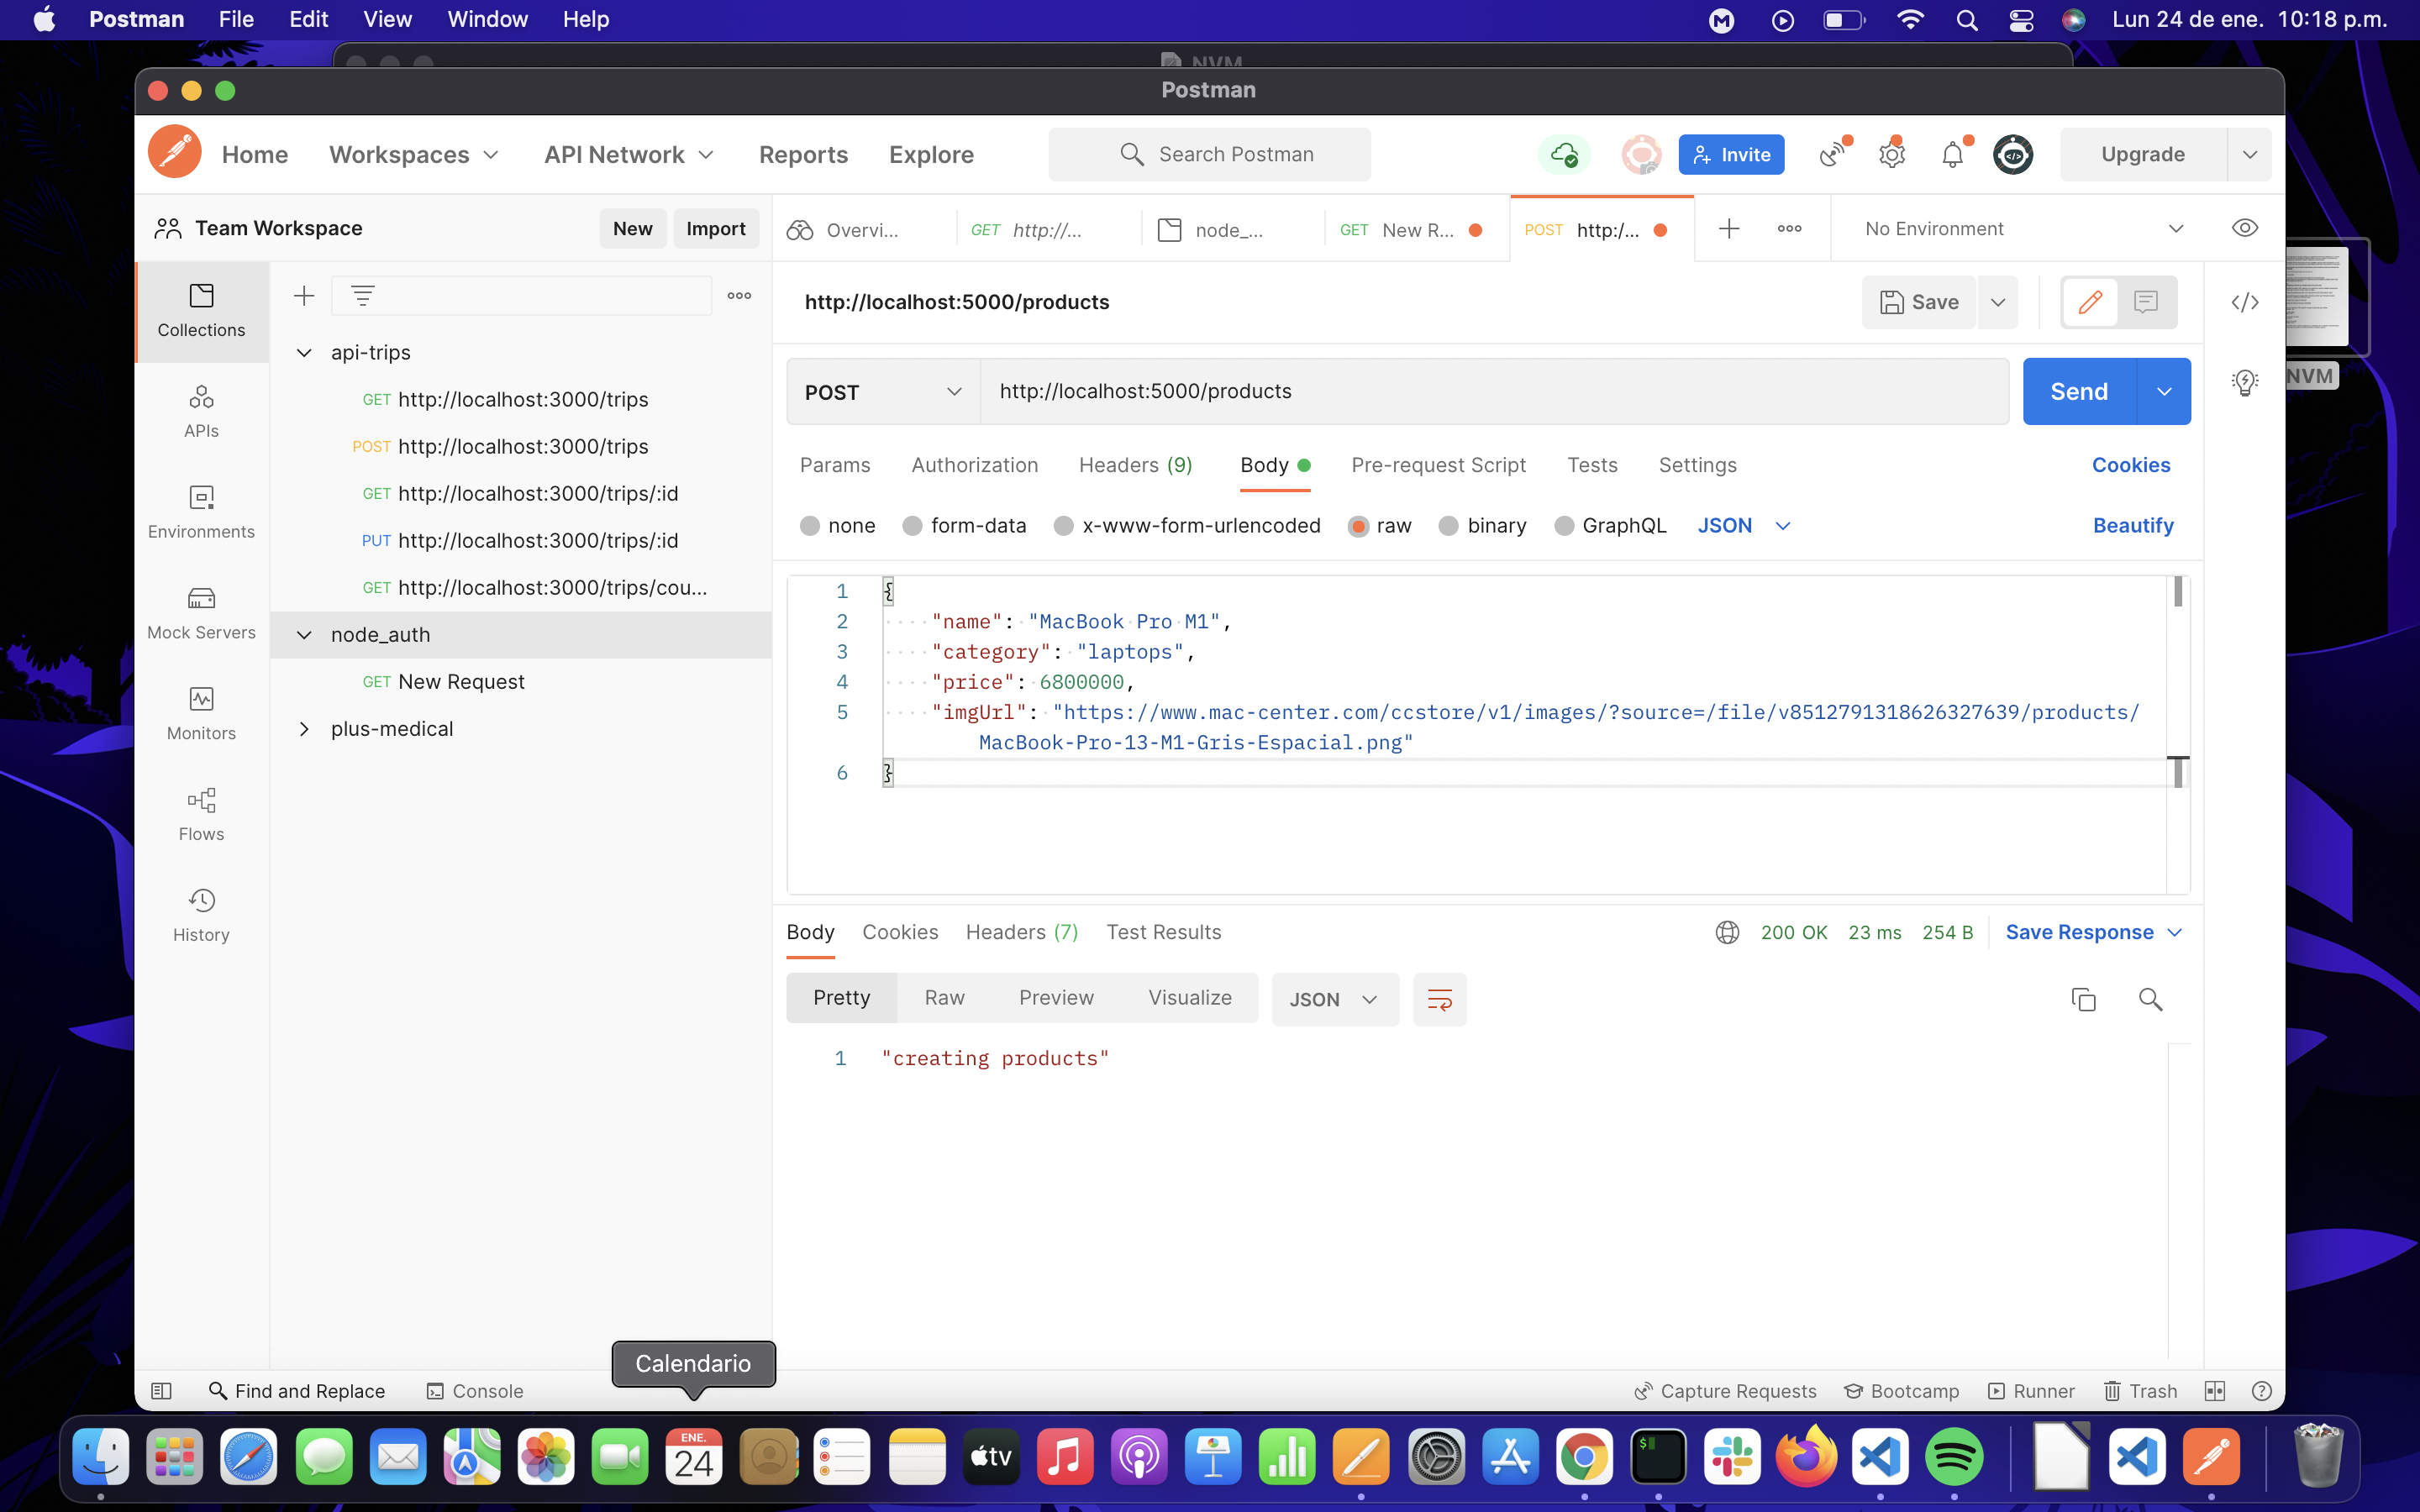 Postman File Edit View Window Help
Lun 24 de ene. 10:18 p.m.
NVM
Postman
Home Workspaces API Network Reports Explore
Search Postman
Invite
Upgrade
Team Workspace
New Import
Overvi...
GET http://...
node_...
GET New R...
POST http:/...
No Environment
Collections
APIs
Environments
Mock Servers
Monitors
Flows
History
api-trips
GET http://localhost:3000/trips
POST http://localhost:3000/trips
GET http://localhost:3000/trips/:id
PUT http://localhost:3000/trips/:id
GET http://localhost:3000/trips/cou...
node_auth
GET New Request
plus-medical
http://localhost:5000/products
Save
NVM
POST http://localhost:5000/products
Send
Params Authorization Headers (9) Body Pre-request Script Tests Settings Cookies
none form-data x-www-form-urlencoded raw binary GraphQL JSON Beautify
1 {
2 "name": "MacBook Pro M1",
3 "category": "laptops",
4 "price": 6800000,
5 "imgUrl": "https://www.mac-center.com/ccstore/v1/images/?source=/file/v8512791318626327639/products/
MacBook-Pro-13-M1-Gris-Espacial.png"
6 }
Body Cookies Headers (7) Test Results
200 OK 23 ms 254 B Save Response
Pretty Raw Preview Visualize JSON
1 "creating products"
Calendario
Find and Replace Console
Capture Requests Bootcamp Runner Trash
ENE.
24
tv